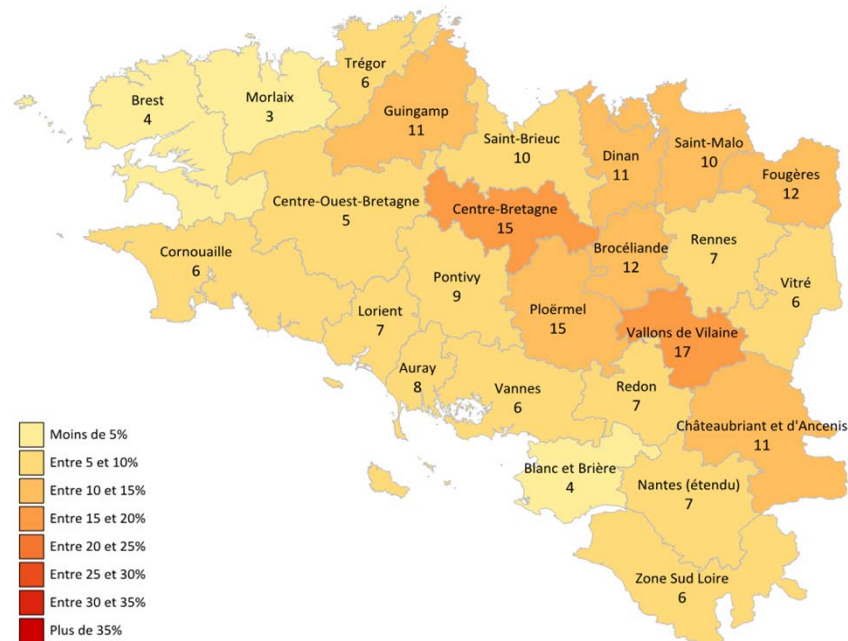 Trégor
6
Brest
4
Morlaix
3
Guingamp
11
Saint-Brieuc
10
Dinan
11
Saint-Malo
10
Fougères
12
Centre-Ouest-Bretagne
5
Centre-Bretagne
15
Brocéliande
12
Rennes
7
Cornouaille
6
Pontivy
9
Vitré
6
Lorient
7
Ploërmel
15
Vallons de Vilaine
17
Auray
8
Vannes
6
Redon
7
Châteaubriant et d'Ancenis
11
Blanc et Brière
4
Nantes (étendu)
7
Zone Sud Loire
6
Moins de 5%
Entre 5 et 10%
Entre 10 et 15%
Entre 15 et 20%
Entre 20 et 25%
Entre 25 et 30%
Entre 30 et 35%
Plus de 35%